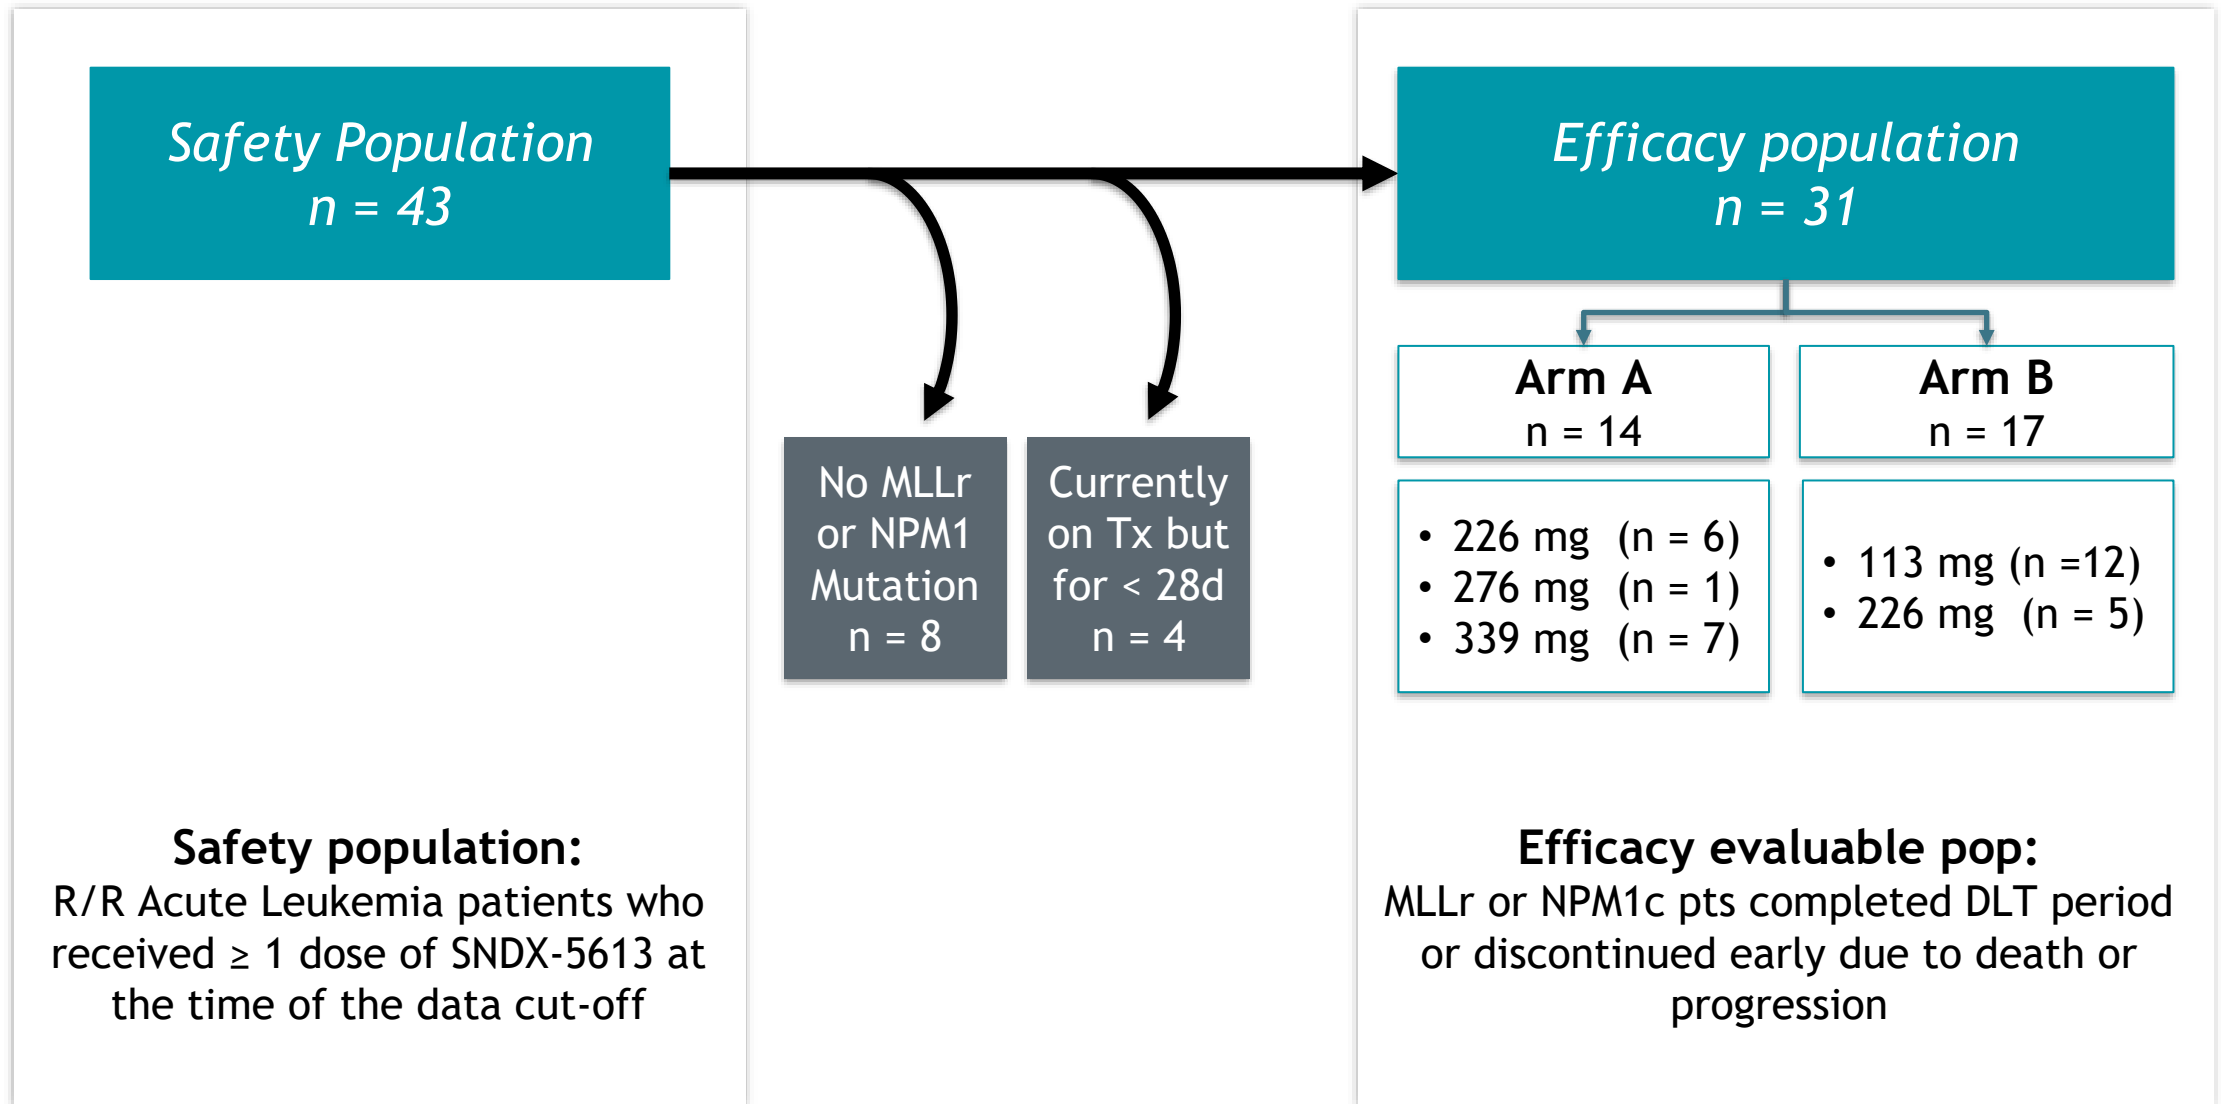 Safety Population
n = 43
Efficacy population
n = 31
No MLLr
or NPM1
Mutation
n = 8
Currently
on Tx but
for < 28d
n = 4
Arm A
n = 14
Arm B
n = 17
• 226 mg (n = 6)
• 276 mg (n = 1)
• 339 mg (n = 7)
• 113 mg (n =12)
• 226 mg (n = 5)
Safety population:
R/R Acute Leukemia patients who
received ≥ 1 dose of SNDX-5613 at
the time of the data cut-off
Efficacy evaluable pop:
MLLr or NPM1c pts completed DLT period
or discontinued early due to death or
progression